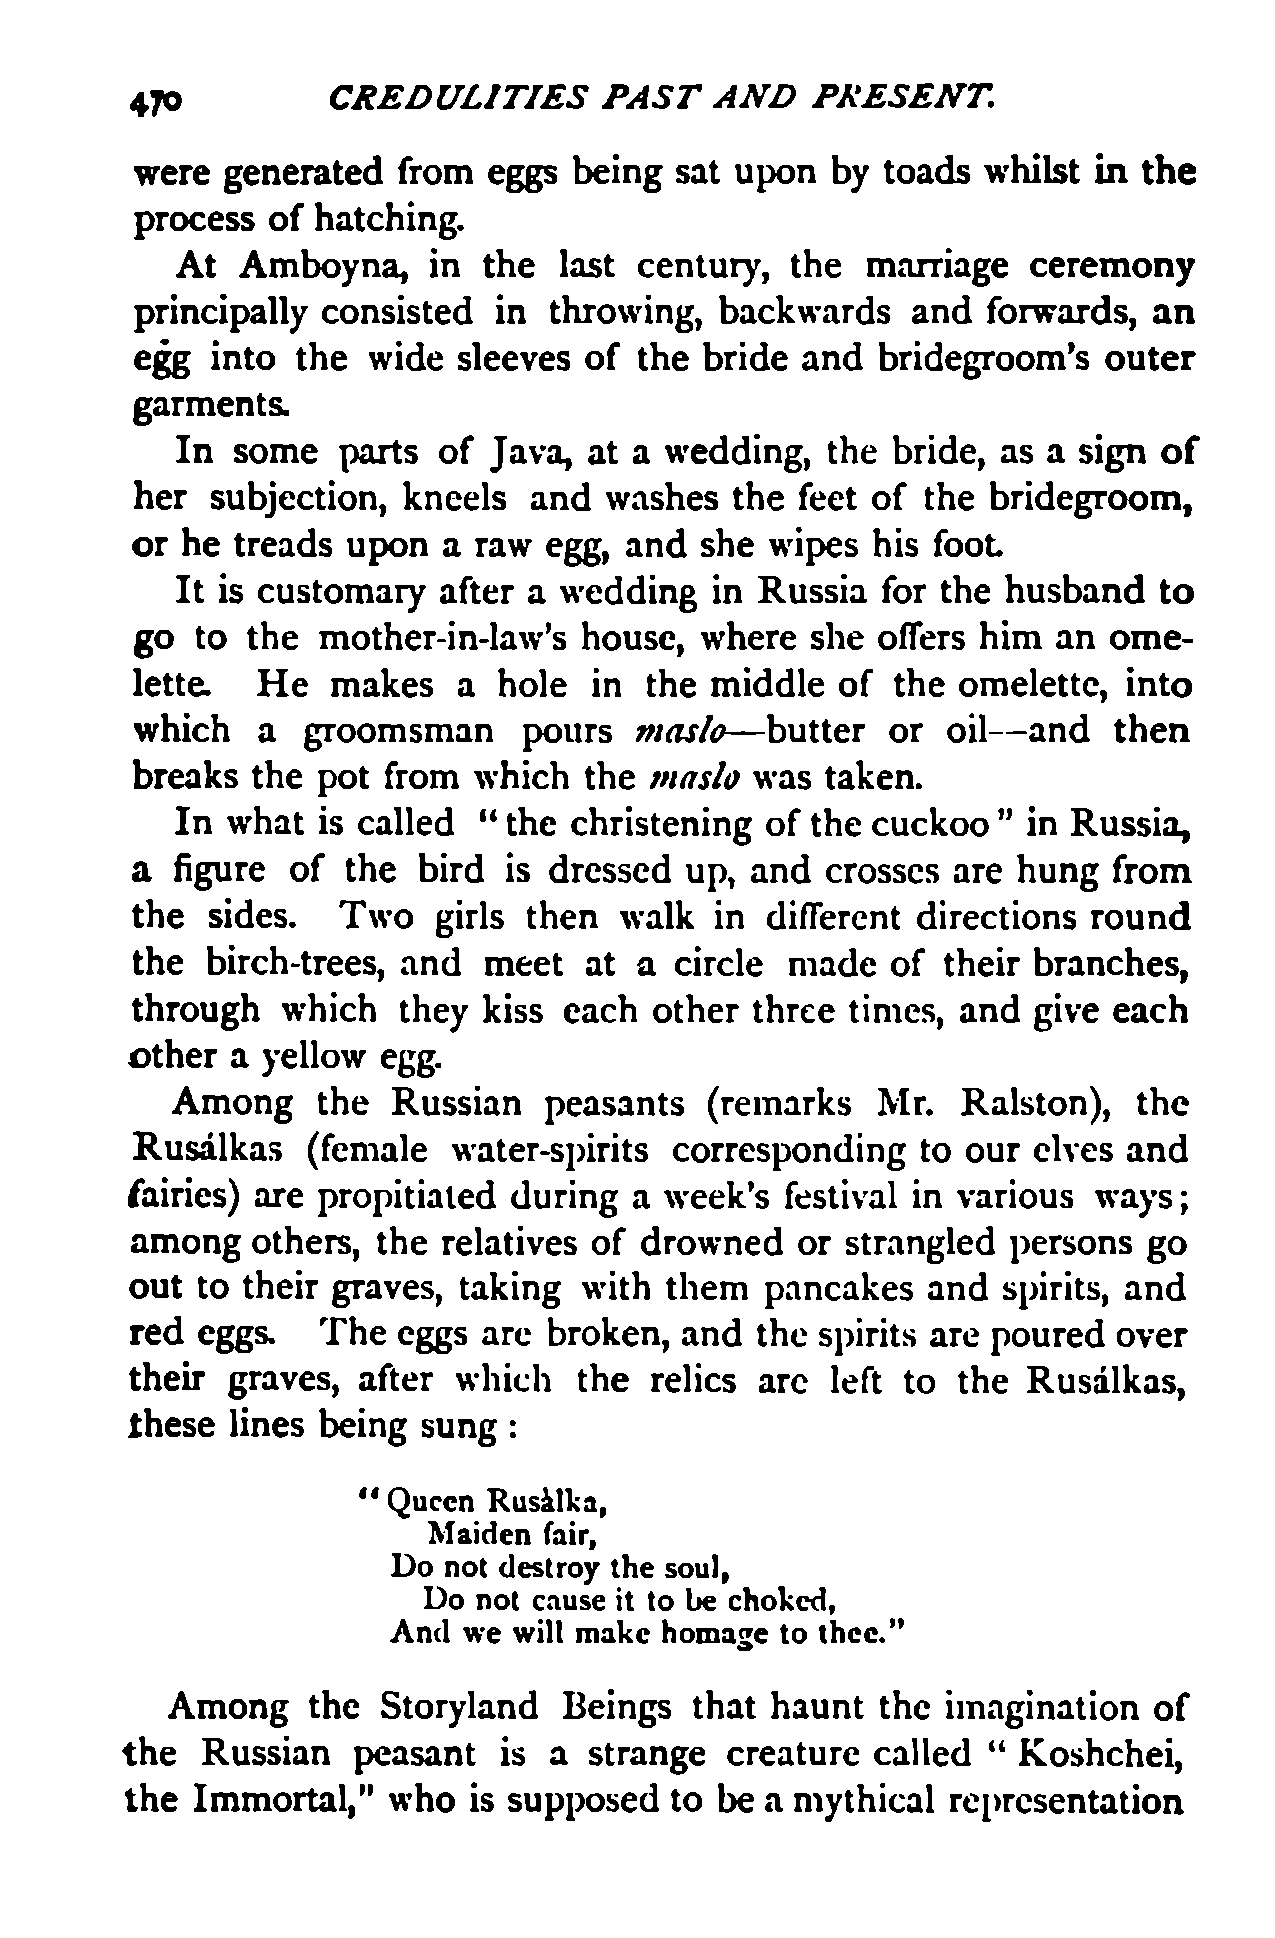 470 CREDULITIES PAST AND PRESENT.
were generated from eggs being sat upon by toads whilst in the
process of hatching.
At Amboyna, in the last century, the marriage ceremony
principally consisted in throwing, backwards and forwards, an
egg into the wide sleeves of the bride and bridegroom's outer
garments.
In some parts of Java, at a wedding, the bride, as a sign of
her subjection, kneels and washes the feet of the bridegroom,
or he treads upon a raw egg, and she wipes his foot.
It is customary after a wedding in Russia for the husband to
go to the mother-in-law's house, where she offers him an ome-
lette. He makes a hole in the middle of the omelette, into
which a groomsman pours maslo—butter or oil—and then
breaks the pot from which the maslo was taken.
In what is called "the christening of the cuckoo" in Russia,
a figure of the bird is dressed up, and crosses are hung from
the sides. Two girls then walk in different directions round
the birch-trees, and meet at a circle made of their branches,
through which they kiss each other three times, and give each
other a yellow egg.
Among the Russian peasants (remarks Mr. Ralston), the
Rusálkas (female water-spirits corresponding to our elves and
fairies) are propitiated during a week's festival in various ways;
among others, the relatives of drowned or strangled persons go
out to their graves, taking with them pancakes and spirits, and
red eggs. The eggs are broken, and the spirits are poured over
their graves, after which the relics are left to the Rusálkas,
these lines being sung:
"Queen Rusàlka,
Maiden fair,
Do not destroy the soul,
Do not cause it to be choked,
And we will make homage to thee."
Among the Storyland Beings that haunt the imagination of
the Russian peasant is a strange creature called "Koshchei,
the Immortal," who is supposed to be a mythical representation